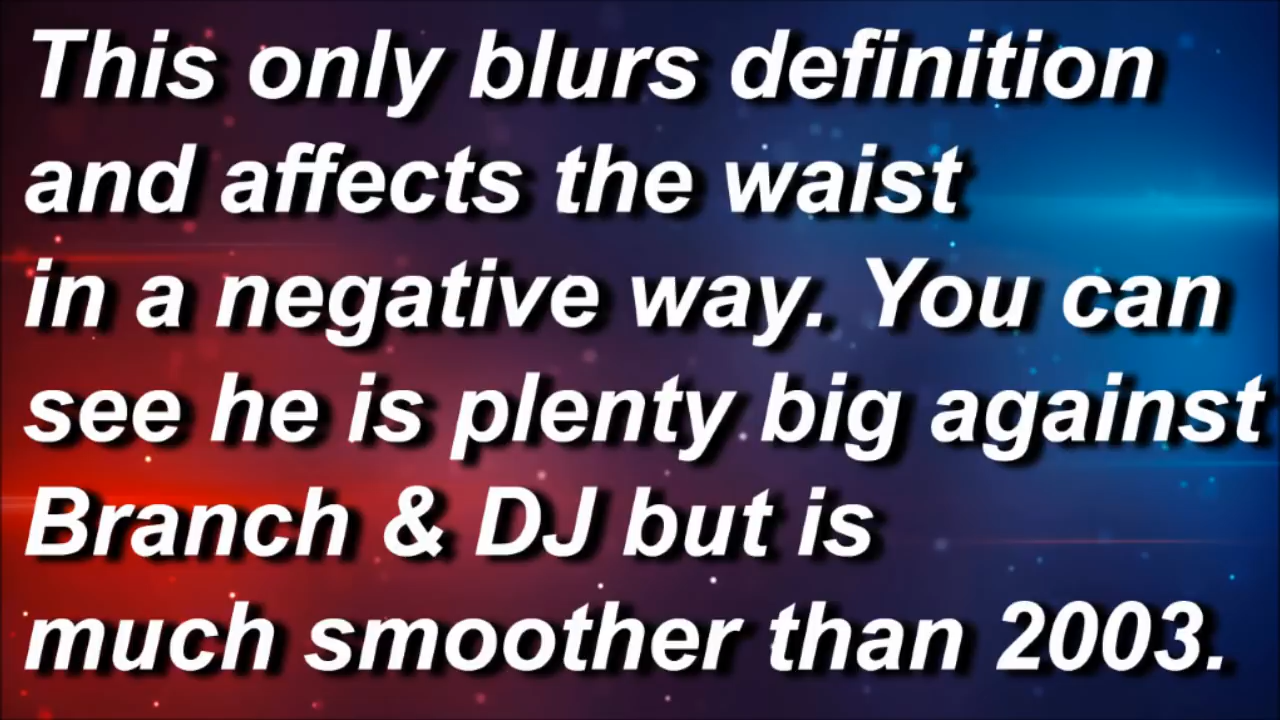 This only blurs definition
and affects the waist
in a negative way. You can
see he is plenty big against
Branch & DJ but is
much smoother than 2003.